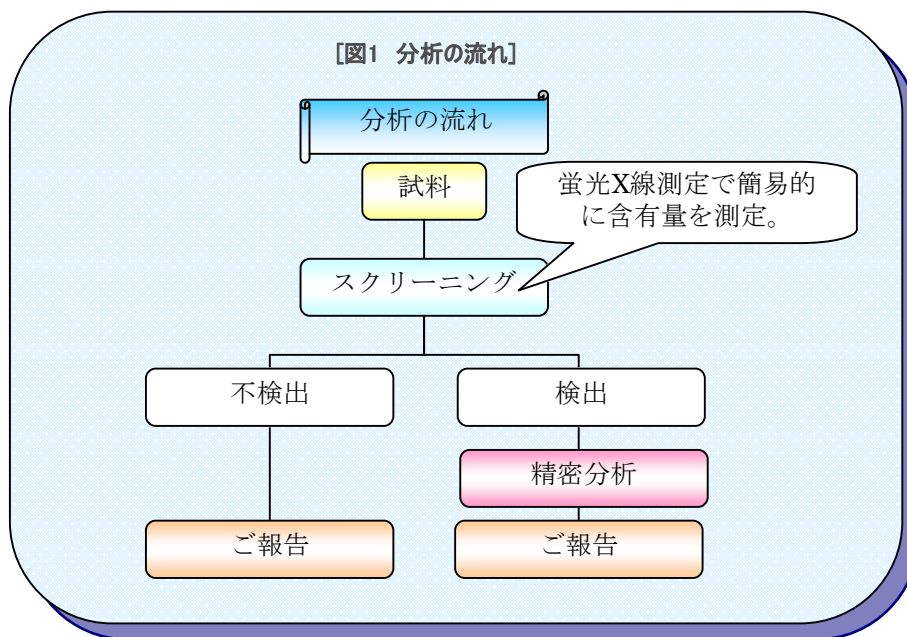 [図1 分析の流れ]
分析の流れ
試料
蛍光X線測定で簡易的
に含有量を測定。
スクリーニング
不検出
検出
精密分析
ご報告
ご報告